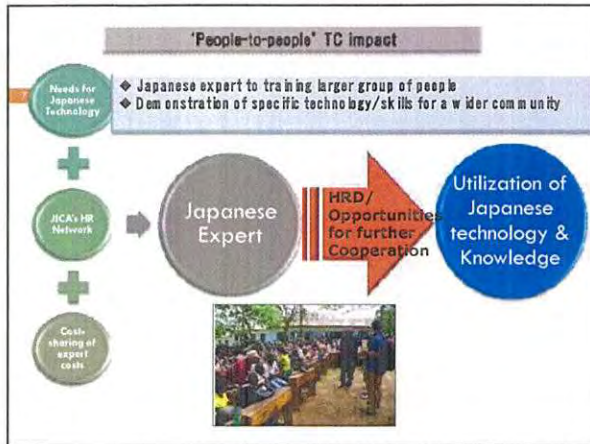 'People-to-people' TC impact
Needs for
Japanese
Technology
❖ Japanese expert to training larger group of people
❖ Demonstration of specific technology/skills for a wider community
JICA's HR
Network
Cost-
sharing of
expert
costs
Japanese
Expert
HRD/
Opportunities
for further
Cooperation
Utilization of
Japanese
technology &
Knowledge